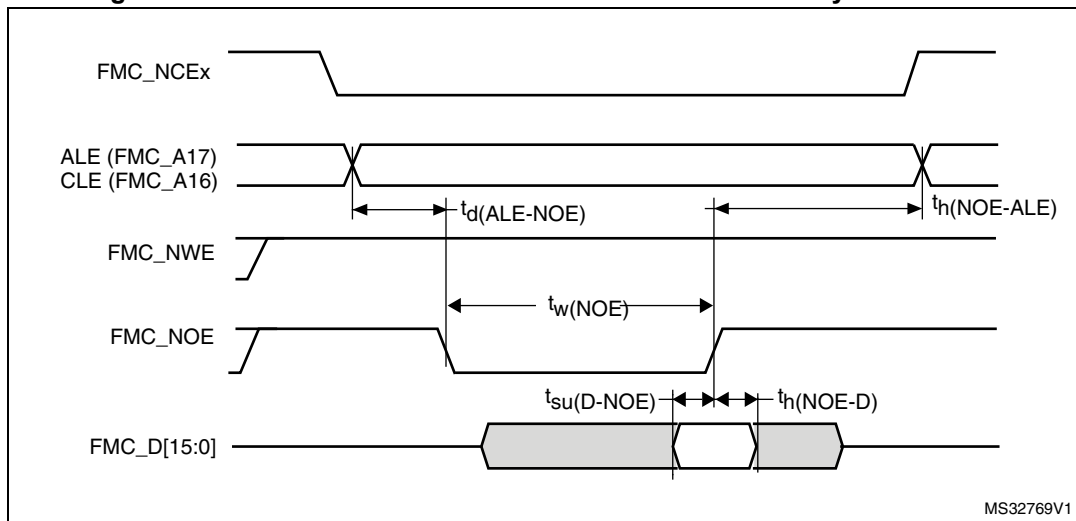 FMC_NCEx
ALE (FMC_A17)
CLE (FMC_A16)
td(ALE-NOE)
th(NOE-ALE)
FMC_NWE
tw(NOE)
FMC_NOE
tsu(D-NOE)
th(NOE-D)
FMC_D[15:0]
MS32769V1